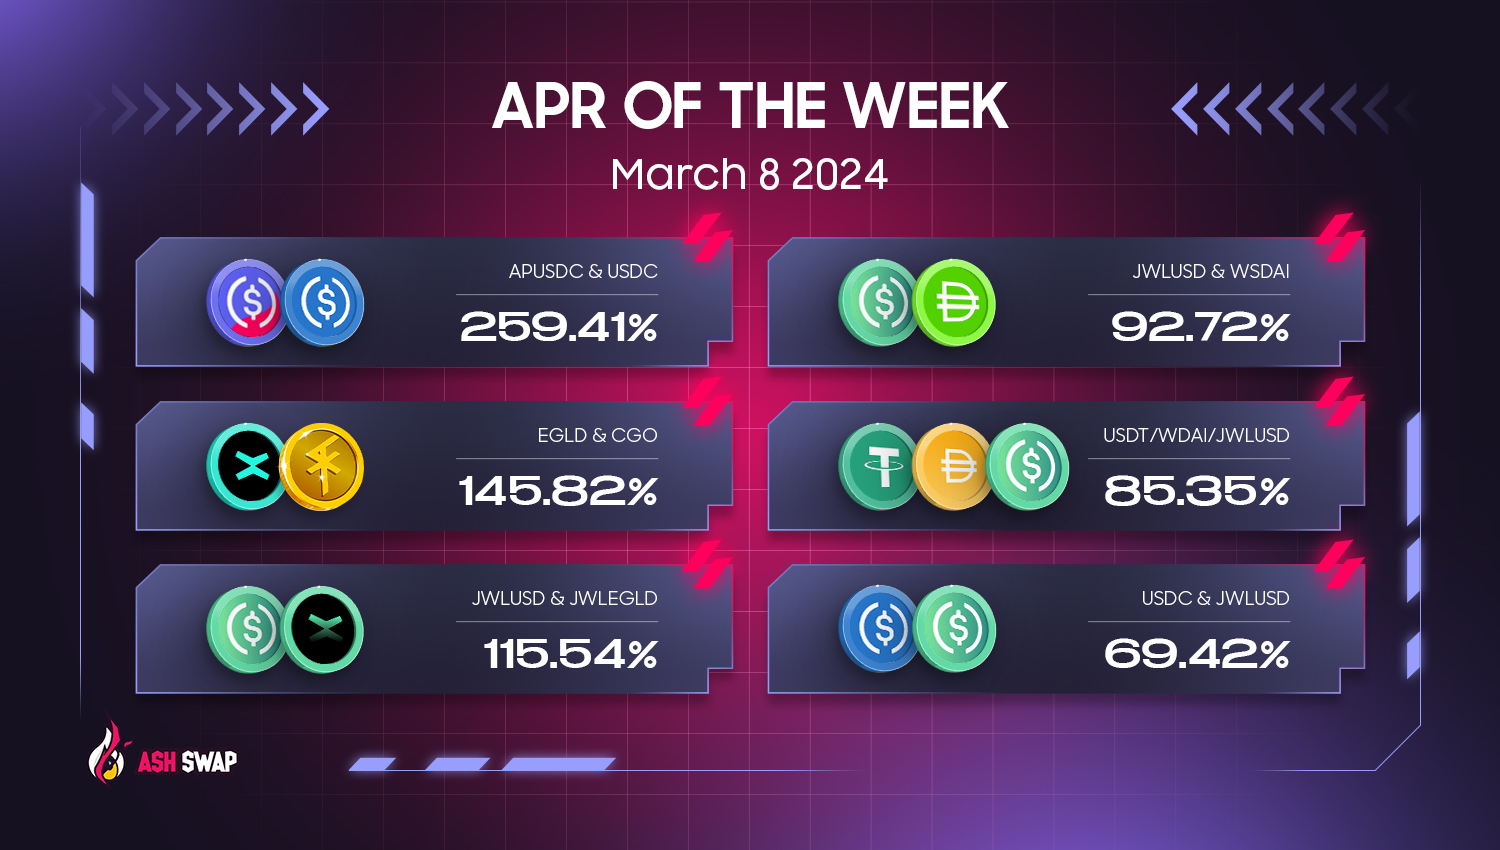 APR OF THE WEEK
March 8 2024
APUSDC & USDC
259.41%
JWLUSD & WSDAI
92.72%
EGLD & CGO
145.82%
USDT/WDAI/JWLUSD
85.35%
JWLUSD & JWLEGLD
115.54%
USDC & JWLUSD
69.42%
ASH SWAP